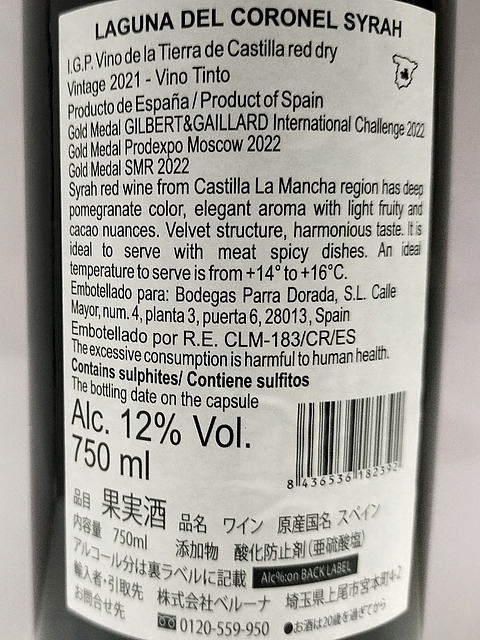 LAGUNA DEL CORONEL SYRAH
I.G.P. Vino de la Tierra de Castilla red dry
Vintage 2021 - Vino Tinto
Producto de España / Product of Spain
Gold Medal GILBERT&GAILLARD International Challenge 2022
Gold Medal Prodexpo Moscow 2022
Gold Medal SMR 2022
Syrah red wine from Castilla La Mancha region has deep
pomegranate color, elegant aroma with light fruity and
cacao nuances. Velvet structure, harmonious taste. It is
ideal to serve with meat spicy dishes. An ideal
temperature to serve is from +14° to +16°C.
Embotellado para: Bodegas Parra Dorada, S.L. Calle
Mayor, num. 4, planta 3, puerta 6, 28013, Spain
Embotellado por R.E. CLM-183/CR/ES
The excessive consumption is harmful to human health.
Contains sulphites/ Contiene sulfitos
The bottling date on the capsule
Alc. 12% Vol.
750 ml
8 436536 182392
品目 果実酒 品名 ワイン 原産国名 スペイン
内容量 750ml 添加物 酸化防止剤(亜硫酸塩)
アルコール分は裏ラベルに記載 Alc%:on BACK LABEL
輸入者・引取先 株式会社ベルーナ 埼玉県上尾市宮本町4-2
お問合せ先 0120-559-950 ●お酒は20歳を過ぎてから